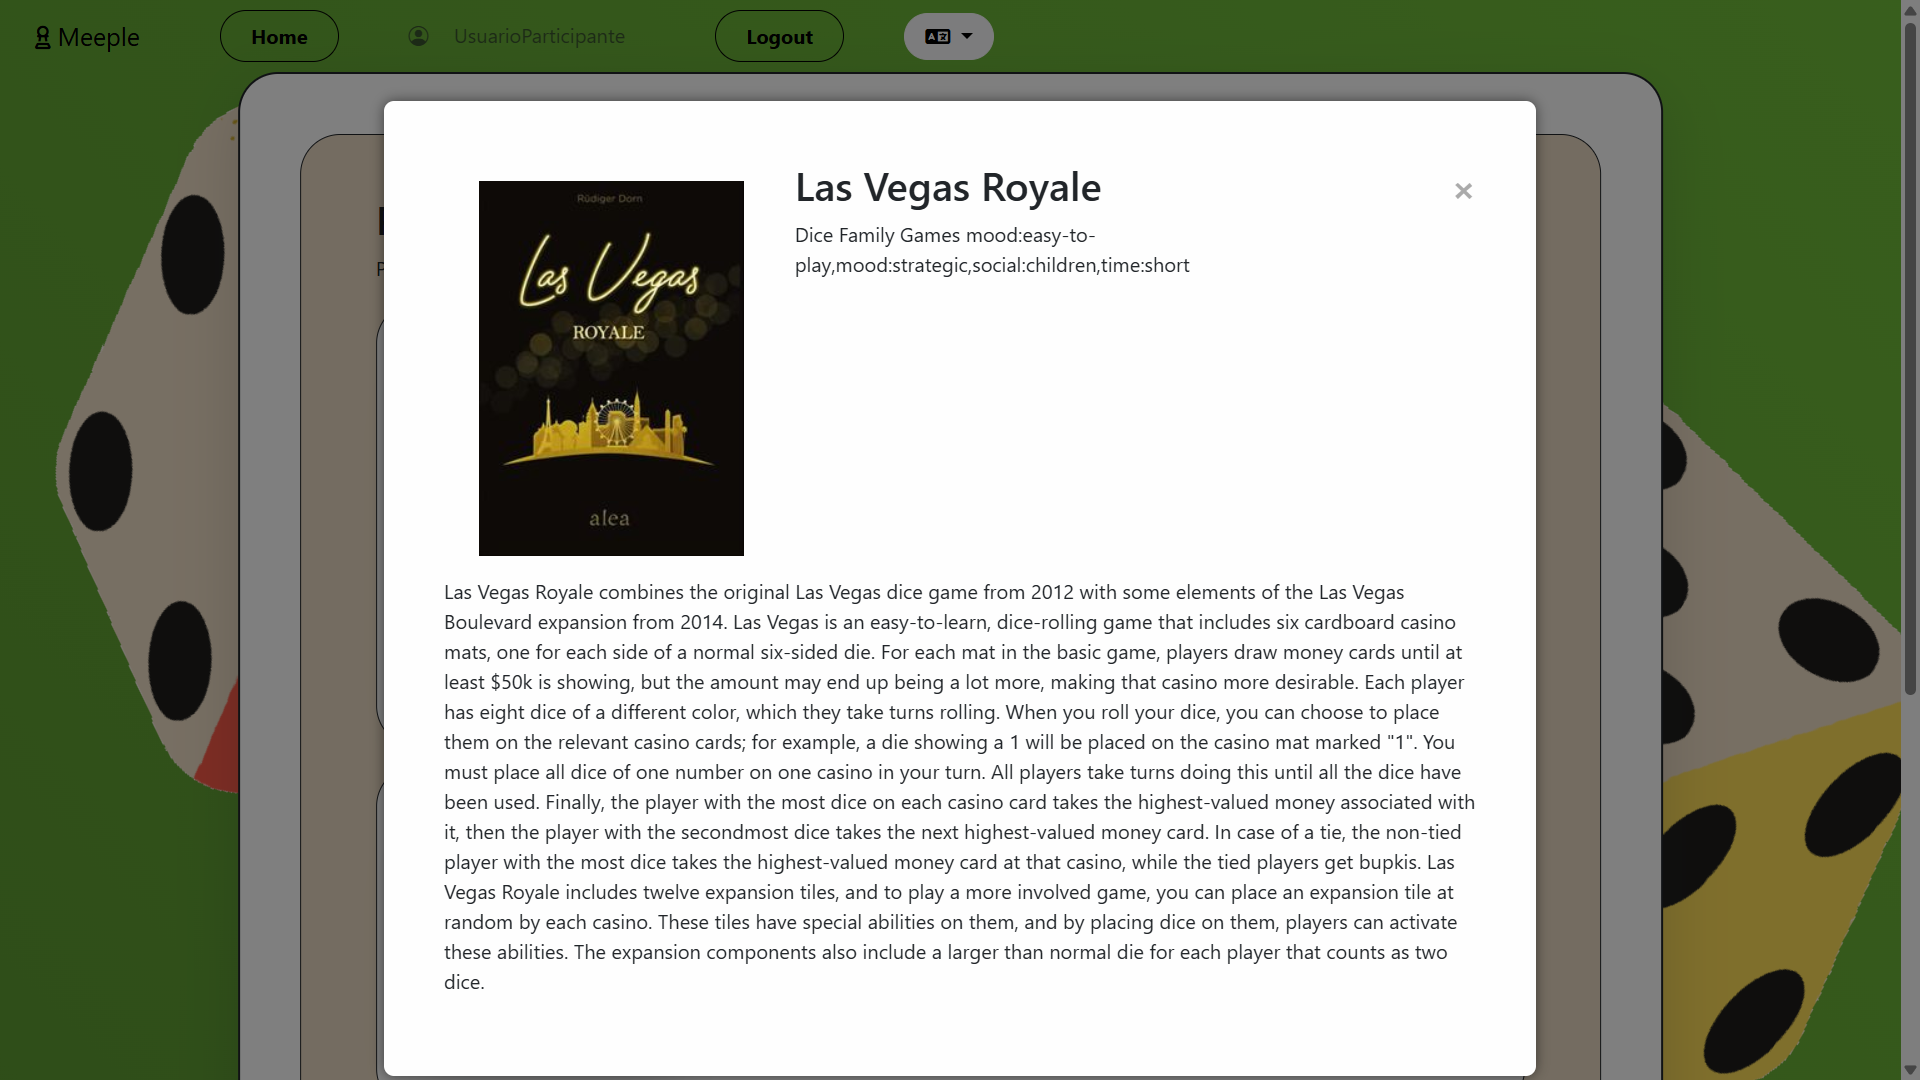 Meeple
Home
UsuarioParticipante
Logout
Las Vegas Royale
×
Dice Family Games mood:easy-to-
play,mood:strategic,social:children,time:short
Rüdiger Dorn
Las Vegas
ROYALE
alea
Las Vegas Royale combines the original Las Vegas dice game from 2012 with some elements of the Las Vegas
Boulevard expansion from 2014. Las Vegas is an easy-to-learn, dice-rolling game that includes six cardboard casino
mats, one for each side of a normal six-sided die. For each mat in the basic game, players draw money cards until at
least $50k is showing, but the amount may end up being a lot more, making that casino more desirable. Each player
has eight dice of a different color, which they take turns rolling. When you roll your dice, you can choose to place
them on the relevant casino cards; for example, a die showing a 1 will be placed on the casino mat marked "1". You
must place all dice of one number on one casino in your turn. All players take turns doing this until all the dice have
been used. Finally, the player with the most dice on each casino card takes the highest-valued money associated with
it, then the player with the secondmost dice takes the next highest-valued money card. In case of a tie, the non-tied
player with the most dice takes the highest-valued money card at that casino, while the tied players get bupkis. Las
Vegas Royale includes twelve expansion tiles, and to play a more involved game, you can place an expansion tile at
random by each casino. These tiles have special abilities on them, and by placing dice on them, players can activate
these abilities. The expansion components also include a larger than normal die for each player that counts as two
dice.